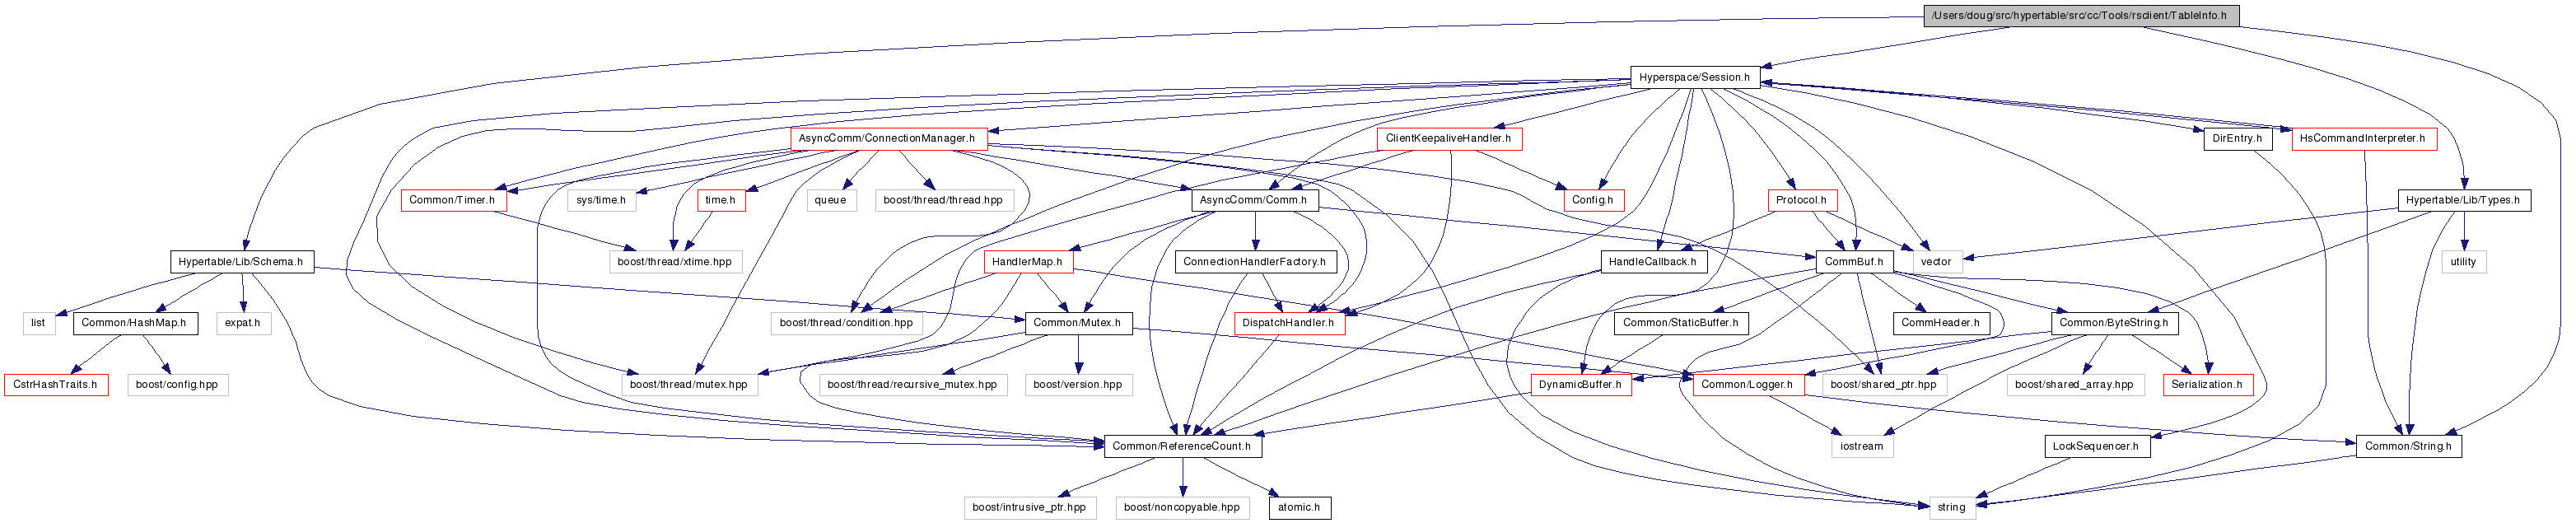 /Users/doug/src/hypertable/src/cc/Tools/rsclient/TableInfo.h
Hyperspace/Session.h
AsyncComm/ConnectionManager.h
ClientKeepaliveHandler.h
DirEntry.h
HsCommandInterpreter.h
Common/Timer.h
sys/time.h
time.h
queue
boost/thread/thread.hpp
AsyncComm/Comm.h
Config.h
Protocol.h
Hypertable/Lib/Types.h
Hypertable/Lib/Schema.h
boost/thread/xtime.hpp
HandlerMap.h
ConnectionHandlerFactory.h
HandleCallback.h
CommBuf.h
vector
utility
list
Common/HashMap.h
expat.h
boost/thread/condition.hpp
Common/Mutex.h
DispatchHandler.h
Common/StaticBuffer.h
CommHeader.h
Common/ByteString.h
CstrHashTraits.h
boost/config.hpp
boost/thread/mutex.hpp
boost/thread/recursive_mutex.hpp
boost/version.hpp
DynamicBuffer.h
Common/Logger.h
boost/shared_ptr.hpp
boost/shared_array.hpp
Serialization.h
Common/ReferenceCount.h
iostream
LockSequencer.h
Common/String.h
boost/intrusive_ptr.hpp
boost/noncopyable.hpp
atomic.h
string